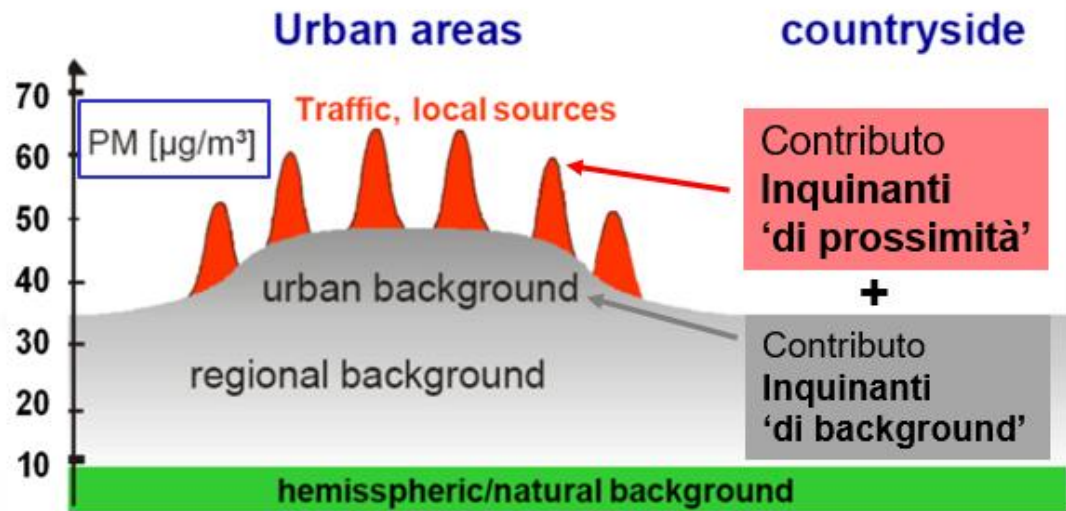 Urban areas
countryside
70
60
50
40
30
20
10
PM [µg/m³]
Traffic, local sources
urban background
regional background
hemisspheric/natural background
Contributo
Inquinanti
‘di prossimità’
+
Contributo
Inquinanti
‘di background’